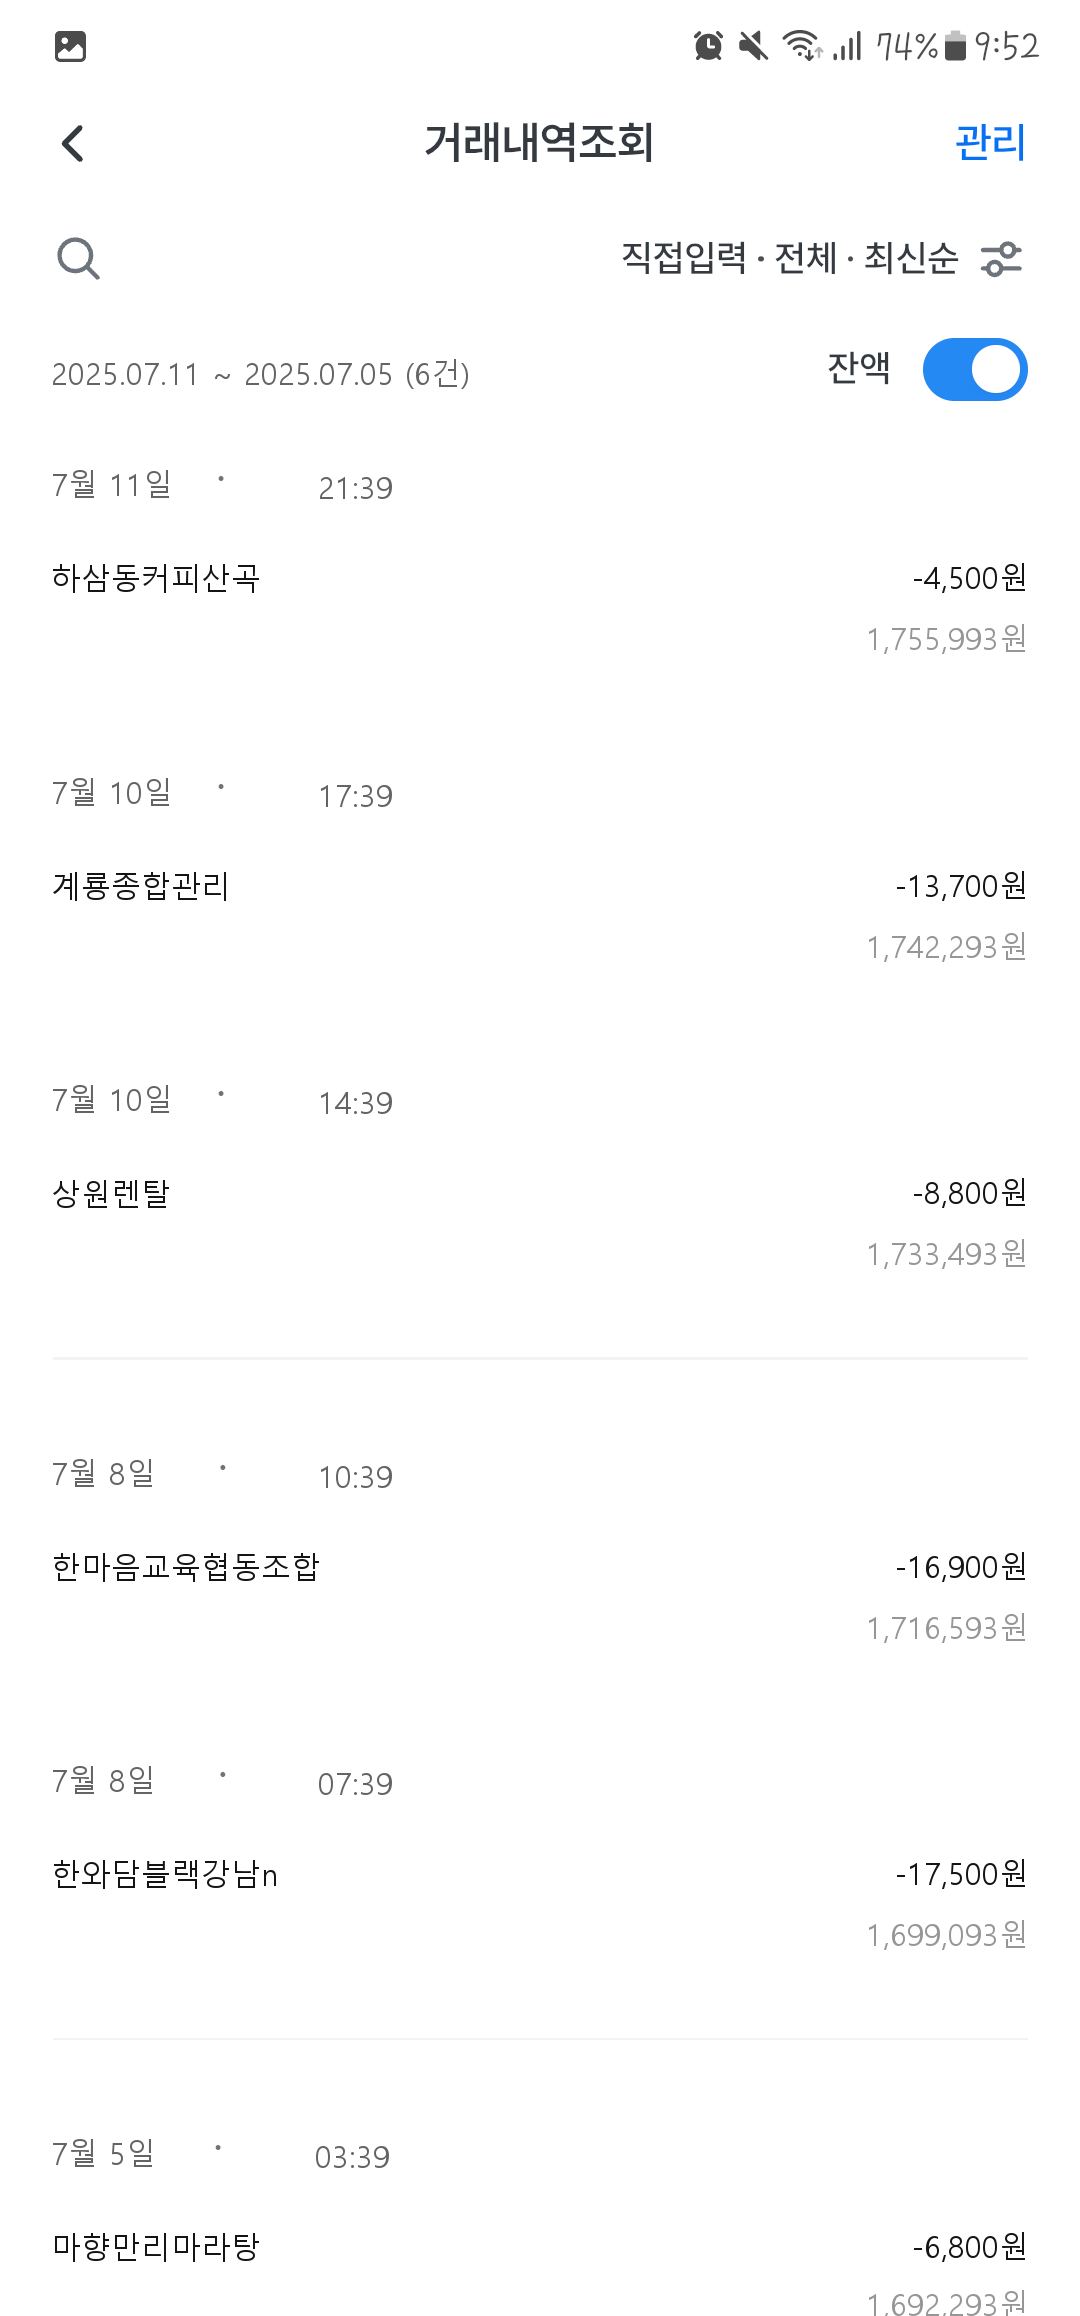 74% 9:52
거래내역조회 관리
직접입력 · 전체 · 최신순
2025.07.11 ~ 2025.07.05 (6건) 잔액
7월 11일 · 21:39
하삼동커피산곡 -4,500원
1,755,993원
7월 10일 · 17:39
계룡종합관리 -13,700원
1,742,293원
7월 10일 · 14:39
상원렌탈 -8,800원
1,733,493원
7월 8일 · 10:39
한마음교육협동조합 -16,900원
1,716,593원
7월 8일 · 07:39
한와담블랙강남n -17,500원
1,699,093원
7월 5일 · 03:39
마향만리마라탕 -6,800원
1,692,293원